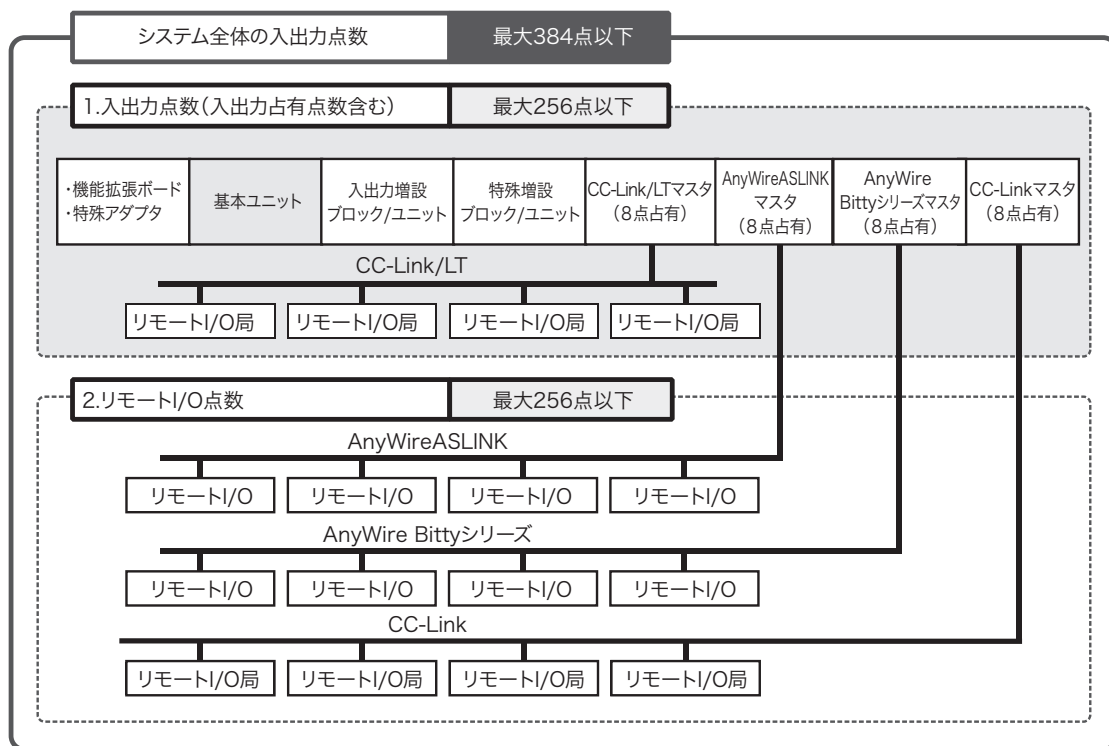 システム全体の入出力点数
最大384点以下
1.入出力点数(入出力占有点数含む)
最大256点以下
・機能拡張ボード
・特殊アダプタ
基本ユニット
入出力増設
ブロック/ユニット
特殊増設
ブロック/ユニット
CC-Link/LTマスタ
(8点占有)
AnyWireASLINK
マスタ
(8点占有)
AnyWire
Bittyシリーズマスタ
(8点占有)
CC-Linkマスタ
(8点占有)
CC-Link/LT
リモートI/O局
リモートI/O局
リモートI/O局
リモートI/O局
2.リモートI/O点数
最大256点以下
AnyWireASLINK
リモートI/O
リモートI/O
リモートI/O
リモートI/O
AnyWire Bittyシリーズ
リモートI/O
リモートI/O
リモートI/O
リモートI/O
CC-Link
リモートI/O局
リモートI/O局
リモートI/O局
リモートI/O局